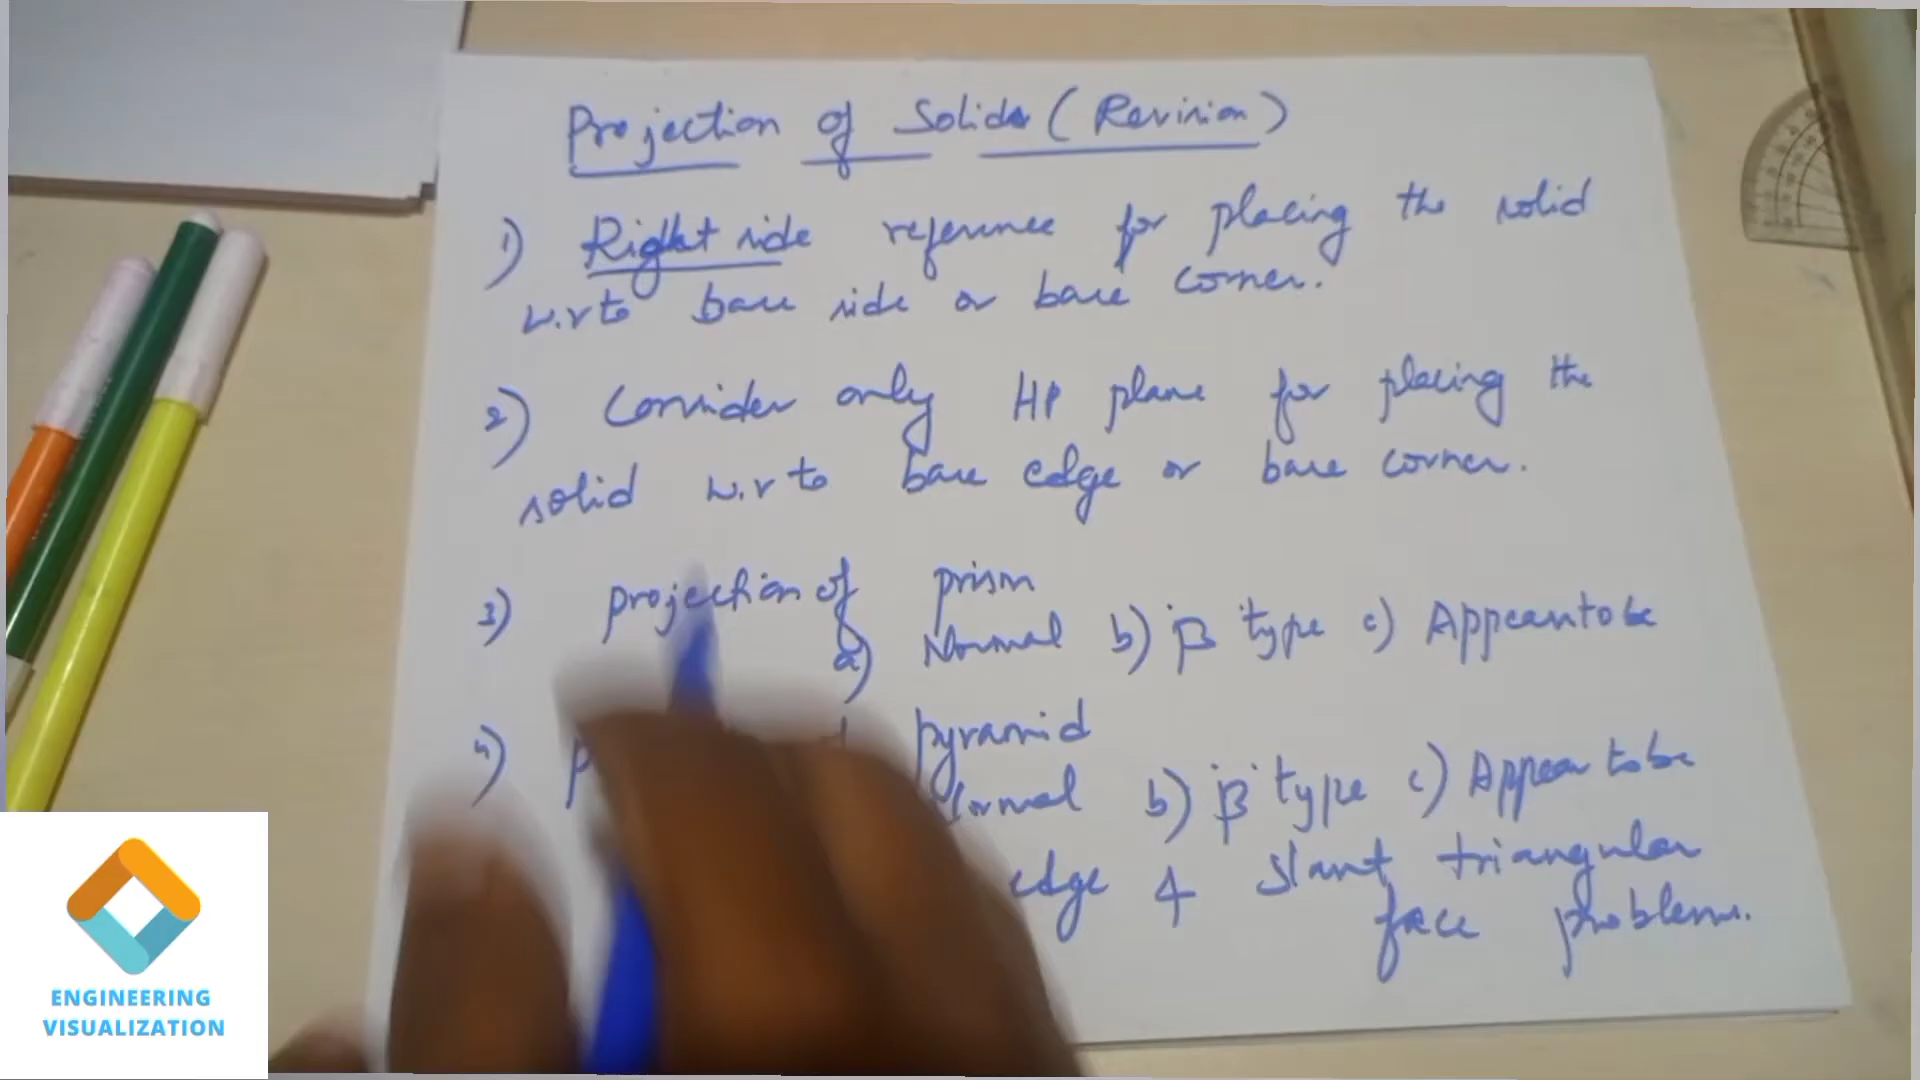 Projection of Solids (Revision)
1) Right side reference for placing the solid
w.r to base side or base corner.
2) Consider only HP plane for placing the
solid w.r to base edge or base corner.
3) projection of prism
a) Normal b) β type c) Appear to be
4) pyramid
b) β type c) Appear to be
edge & slant triangular
face problems.
ENGINEERING
VISUALIZATION